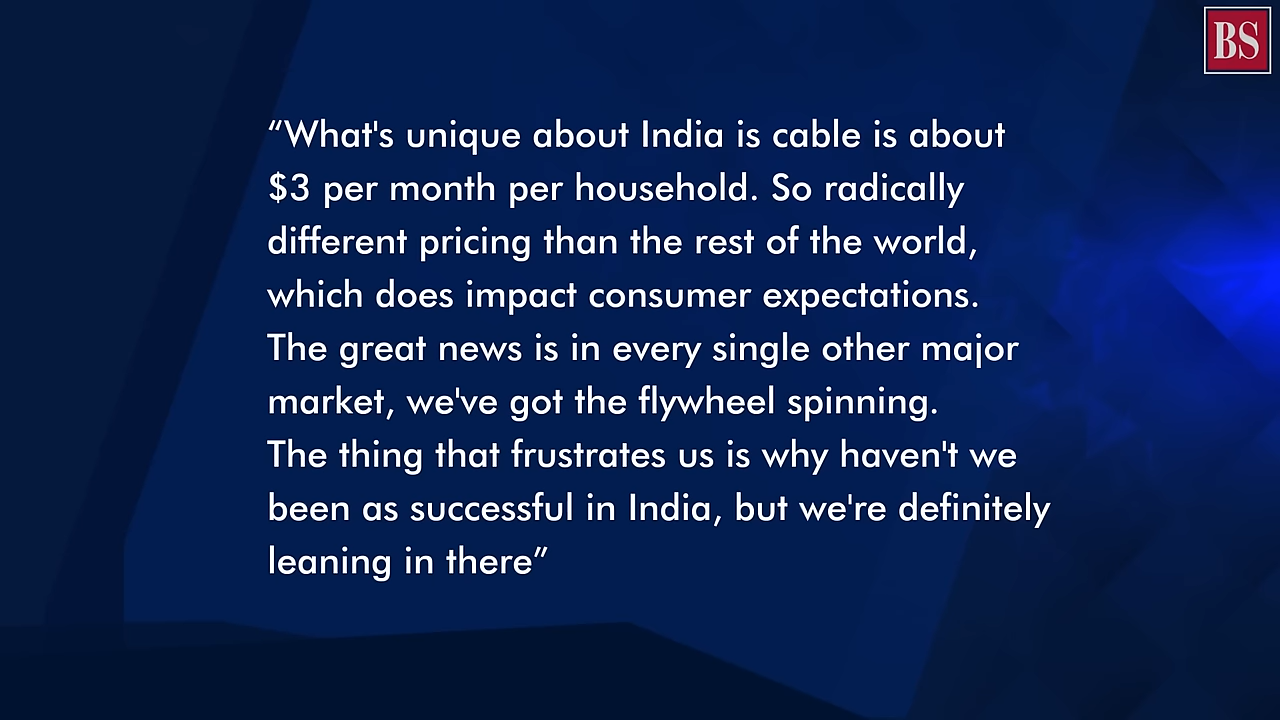 BS
“What's unique about India is cable is about
$3 per month per household. So radically
different pricing than the rest of the world,
which does impact consumer expectations.
The great news is in every single other major
market, we've got the flywheel spinning.
The thing that frustrates us is why haven't we
been as successful in India, but we're definitely
leaning in there”